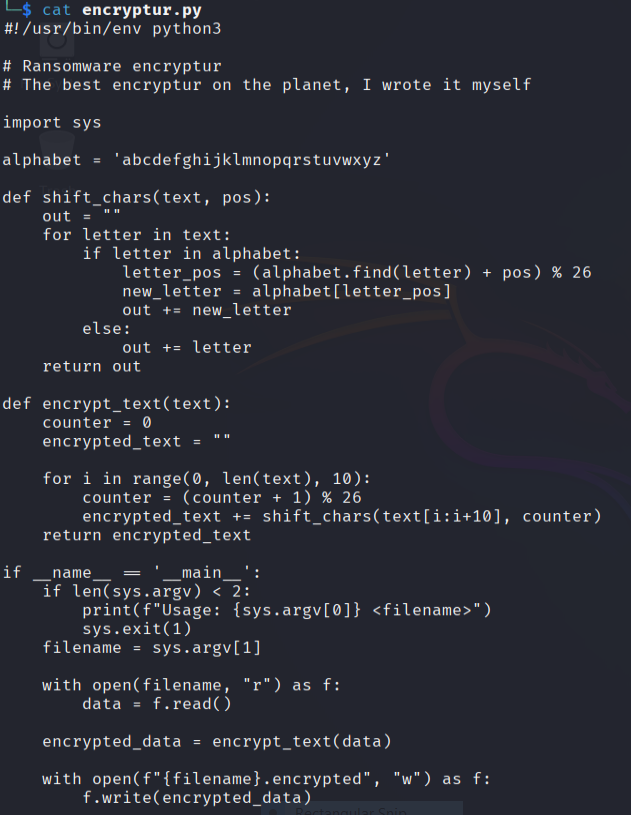 └─$ cat encryptur.py
#!/usr/bin/env python3

# Ransomware encryptur
# The best encryptur on the planet, I wrote it myself

import sys

alphabet = 'abcdefghijklmnopqrstuvwxyz'

def shift_chars(text, pos):
    out = ""
    for letter in text:
        if letter in alphabet:
            letter_pos = (alphabet.find(letter) + pos) % 26
            new_letter = alphabet[letter_pos]
            out += new_letter
        else:
            out += letter
    return out

def encrypt_text(text):
    counter = 0
    encrypted_text = ""

    for i in range(0, len(text), 10):
        counter = (counter + 1) % 26
        encrypted_text += shift_chars(text[i:i+10], counter)
    return encrypted_text

if __name__ == '__main__':
    if len(sys.argv) < 2:
        print(f"Usage: {sys.argv[0]} <filename>")
        sys.exit(1)
    filename = sys.argv[1]

    with open(filename, "r") as f:
        data = f.read()

    encrypted_data = encrypt_text(data)

    with open(f"{filename}.encrypted", "w") as f:
        f.write(encrypted_data)
Rectangular Snip